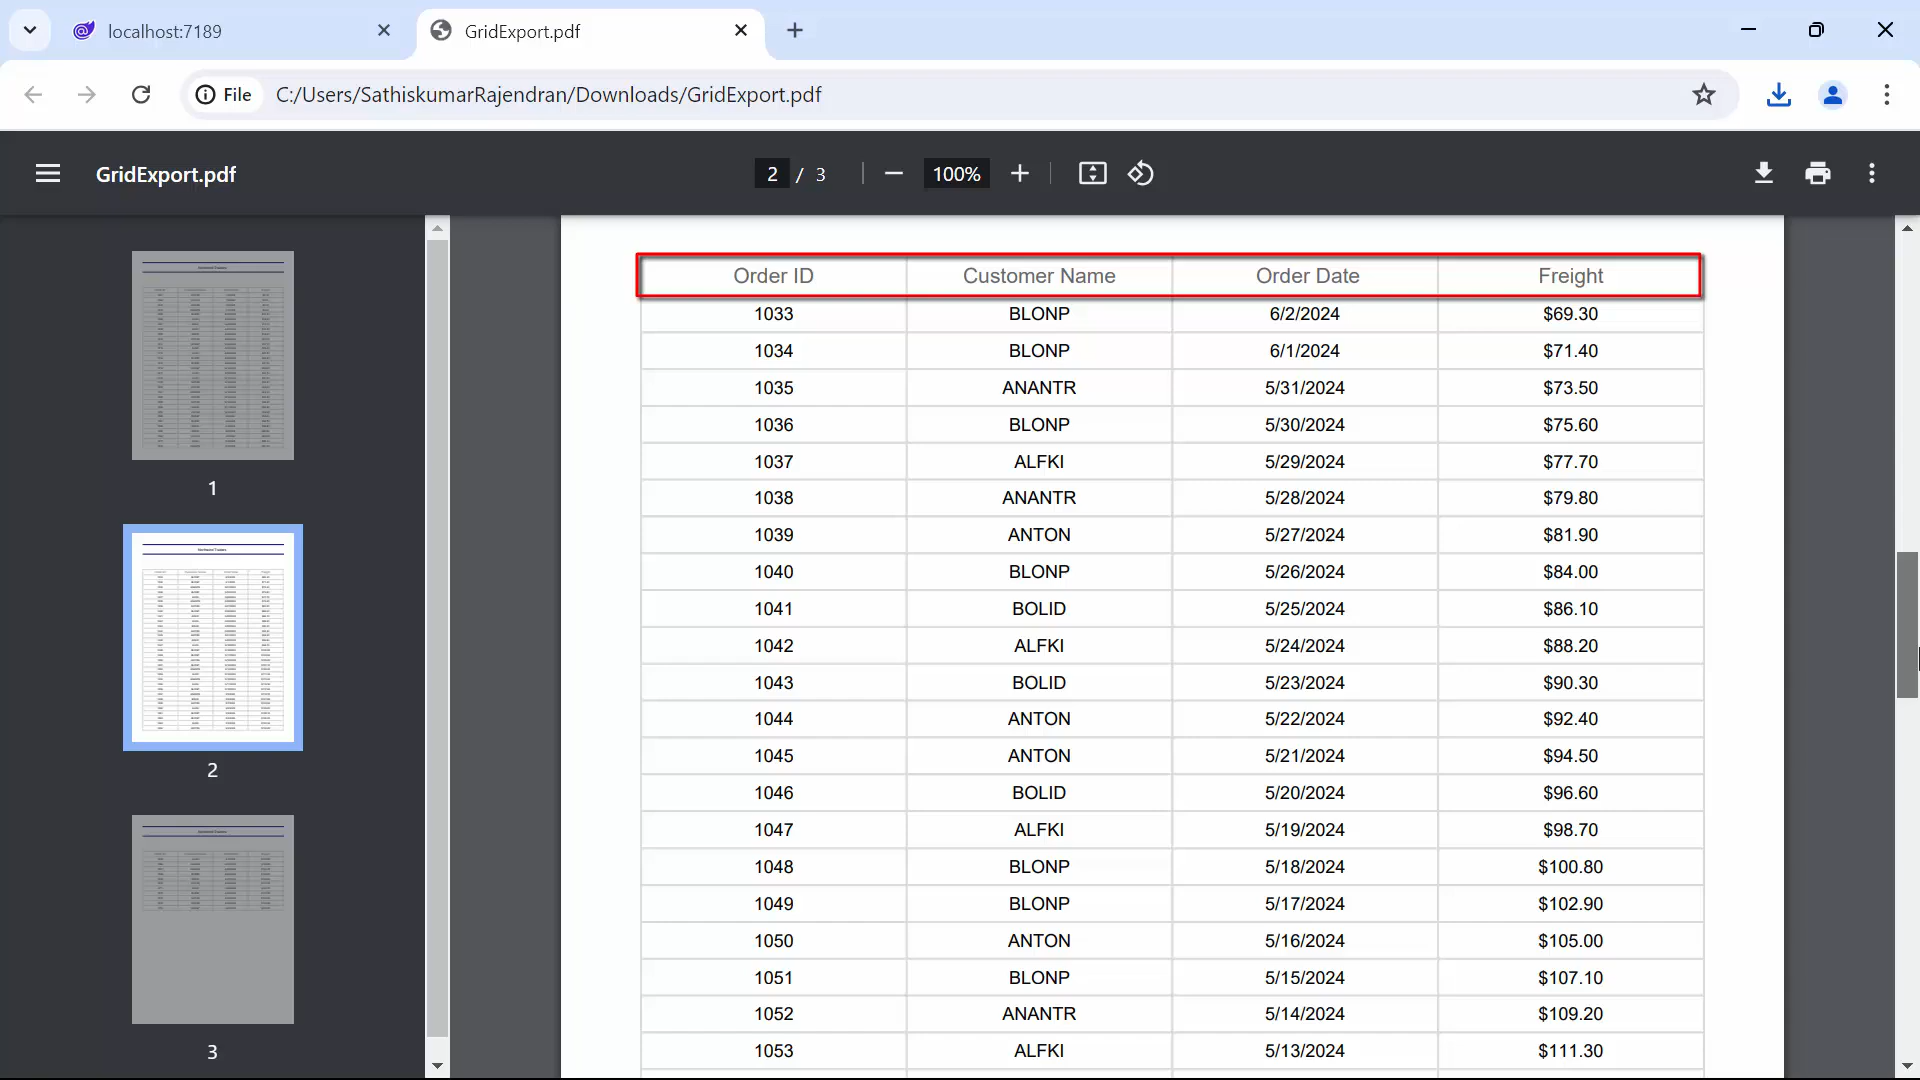 localhost:7189
GridExport.pdf
File
C:/Users/SathiskumarRajendran/Downloads/GridExport.pdf
GridExport.pdf
2 / 3
100%
1
2
3
Order ID Customer Name Order Date Freight
1033 BLONP 6/2/2024 $69.30
1034 BLONP 6/1/2024 $71.40
1035 ANANTR 5/31/2024 $73.50
1036 BLONP 5/30/2024 $75.60
1037 ALFKI 5/29/2024 $77.70
1038 ANANTR 5/28/2024 $79.80
1039 ANTON 5/27/2024 $81.90
1040 BLONP 5/26/2024 $84.00
1041 BOLID 5/25/2024 $86.10
1042 ALFKI 5/24/2024 $88.20
1043 BOLID 5/23/2024 $90.30
1044 ANTON 5/22/2024 $92.40
1045 ANTON 5/21/2024 $94.50
1046 BOLID 5/20/2024 $96.60
1047 ALFKI 5/19/2024 $98.70
1048 BLONP 5/18/2024 $100.80
1049 BLONP 5/17/2024 $102.90
1050 ANTON 5/16/2024 $105.00
1051 BLONP 5/15/2024 $107.10
1052 ANANTR 5/14/2024 $109.20
1053 ALFKI 5/13/2024 $111.30